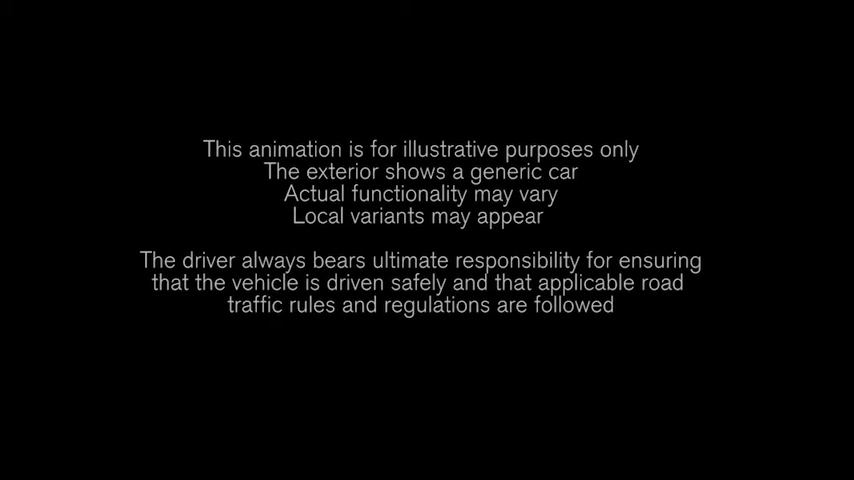 This animation is for illustrative purposes only
The exterior shows a generic car
Actual functionality may vary
Local variants may appear
The driver always bears ultimate responsibility for ensuring
that the vehicle is driven safely and that applicable road
traffic rules and regulations are followed